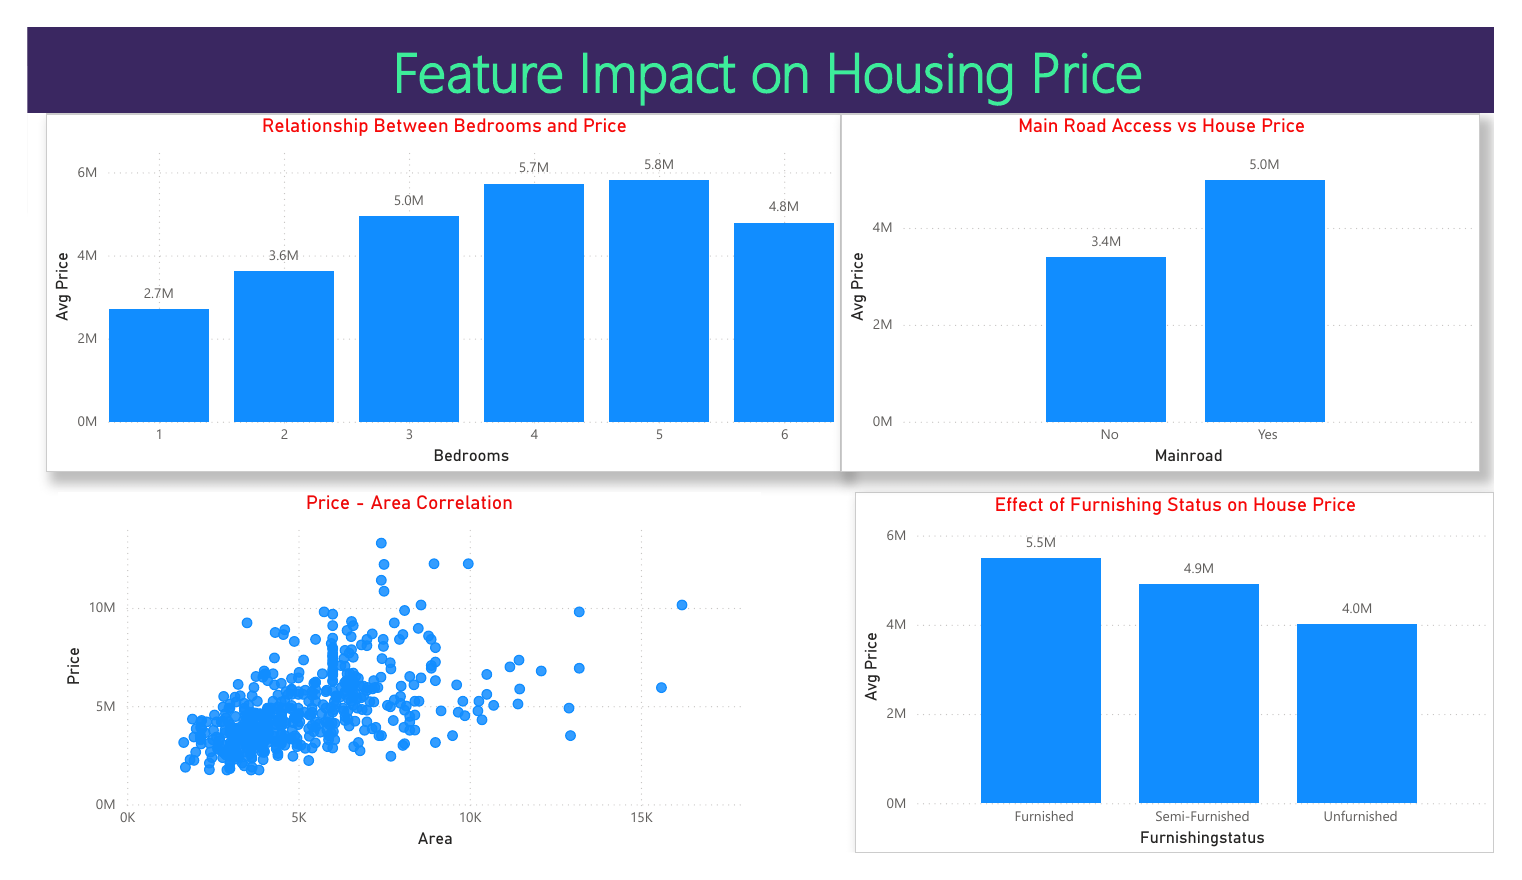 Feature Impact on Housing Price
Relationship Between Bedrooms and Price
Avg Price
6M
4M
2M
0M
2.7M
3.6M
5.0M
5.7M
5.8M
4.8M
1 2 3 4 5 6
Bedrooms
Main Road Access vs House Price
Avg Price
4M
2M
0M
3.4M
5.0M
No Yes
Mainroad
Price - Area Correlation
Price
10M
5M
0M
0K 5K 10K 15K
Area
Effect of Furnishing Status on House Price
Avg Price
6M
4M
2M
0M
5.5M
4.9M
4.0M
Furnished Semi-Furnished Unfurnished
Furnishingstatus